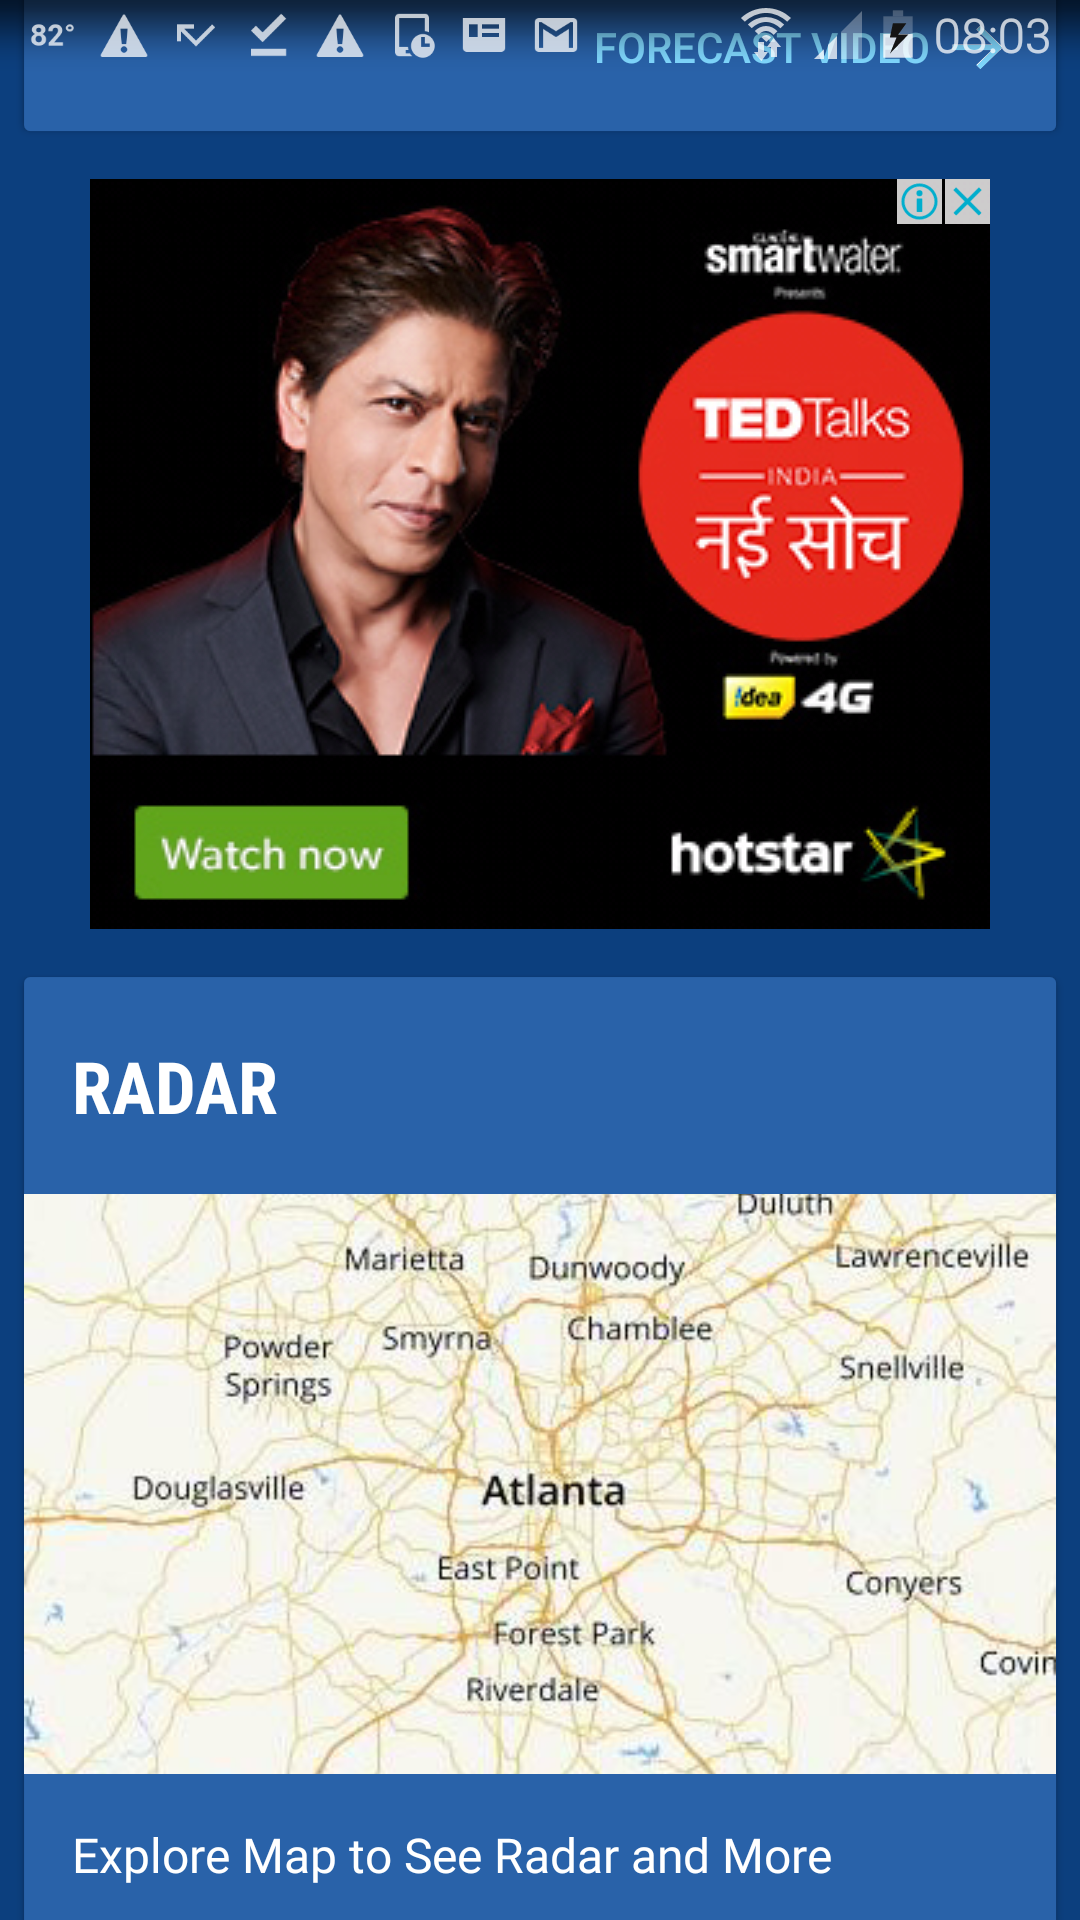 82° 08:03
FORECAST VIDEO
smartwater.
Presents
TEDTalks
INDIA
नई सोच
Powered by
Idea 4G
Watch now hotstar
RADAR
Duluth
Marietta Dunwoody Lawrenceville
Smyrna Chamblee
Powder
Springs
Snellville
Douglasville Atlanta
East Point
Conyers
Forest Park
Covin
Riverdale
Explore Map to See Radar and More